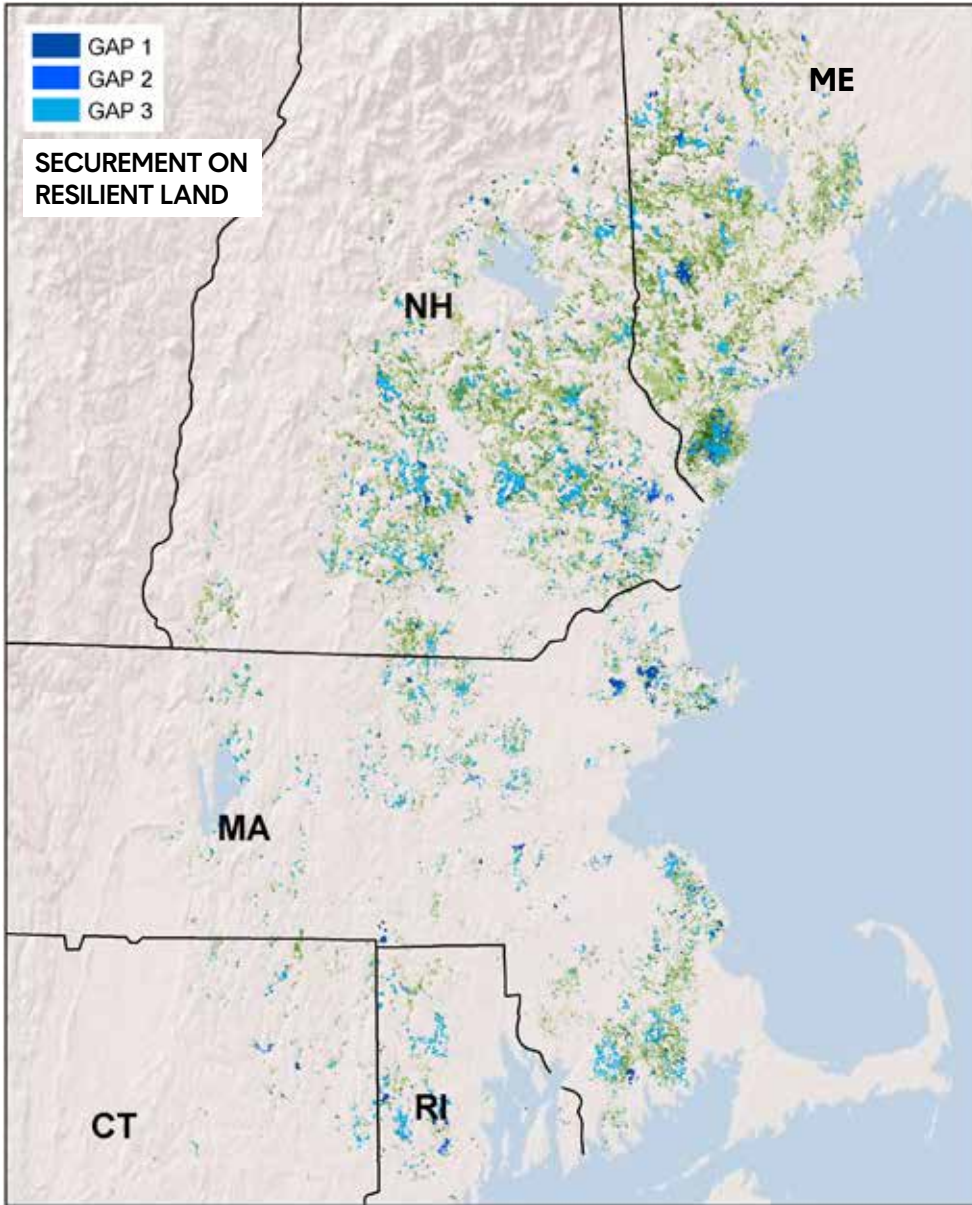 GAP 1
GAP 2
GAP 3
SECUREMENT ON
RESILIENT LAND
ME
NH
MA
CT
RI